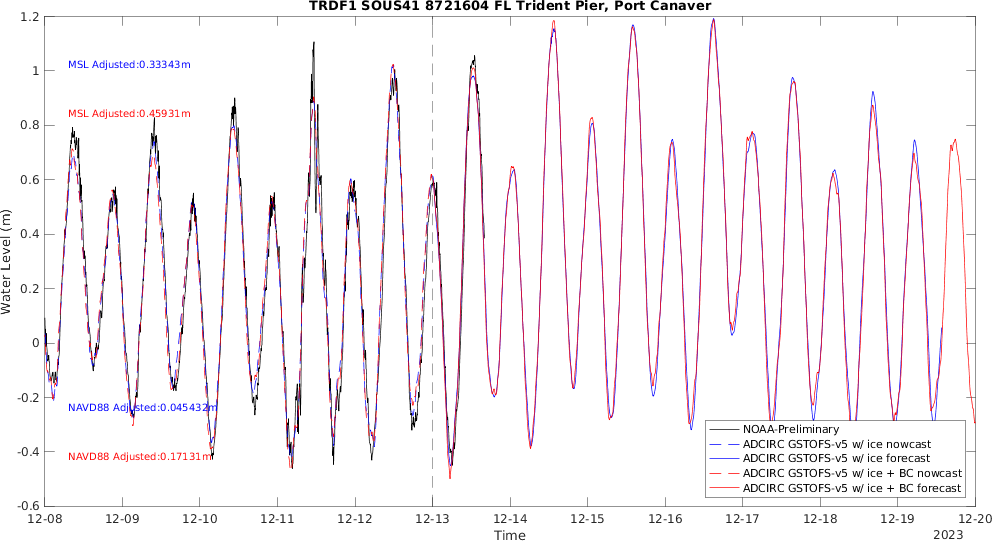 TRDF1 SOUS41 8721604 FL Trident Pier, Port Canaver
1.2
1
0.8
0.6
0.4
0.2
0
-0.2
-0.4
-0.6
Water Level (m)
MSL Adjusted:0.33343m
MSL Adjusted:0.45931m
NAVD88 Adjusted:0.045432m
NAVD88 Adjusted:0.17131m
NOAA-Preliminary
ADCIRC GSTOFS-v5 w/ ice nowcast
ADCIRC GSTOFS-v5 w/ ice forecast
ADCIRC GSTOFS-v5 w/ ice + BC nowcast
ADCIRC GSTOFS-v5 w/ ice + BC forecast
12-08 12-09 12-10 12-11 12-12 12-13 12-14 12-15 12-16 12-17 12-18 12-19 12-20
Time
2023